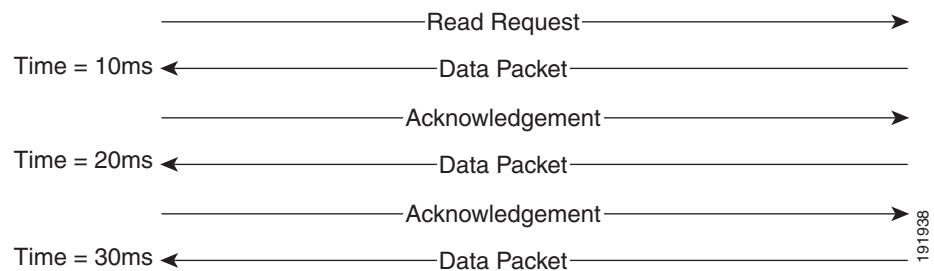 Read Request
Time = 10ms Data Packet
Acknowledgement
Time = 20ms Data Packet
Acknowledgement
Time = 30ms Data Packet
191938